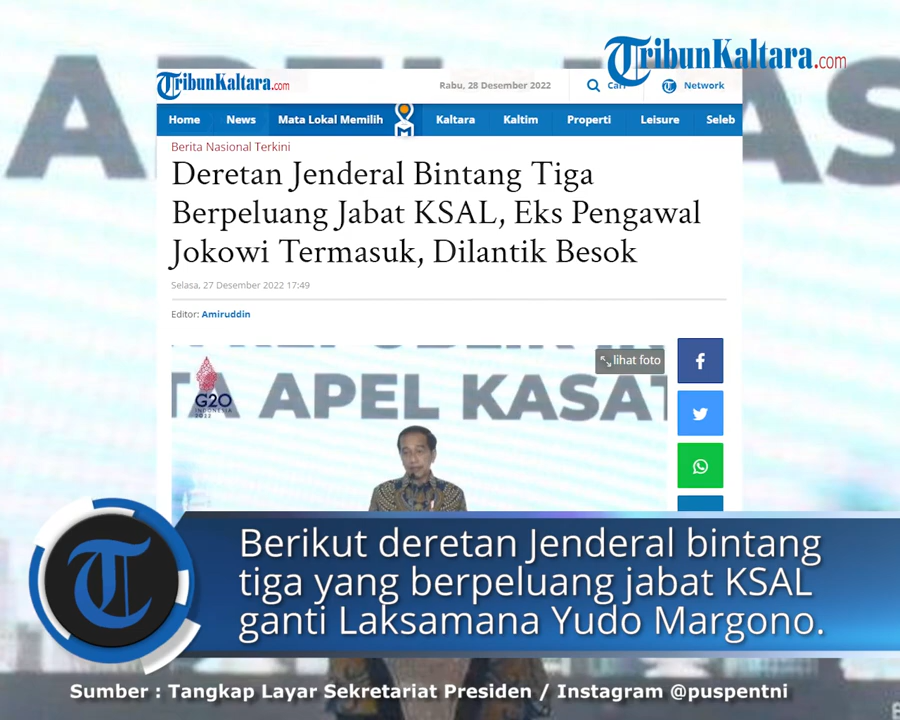 TribunKaltara.com
APEL KAS
TribunKaltara.com
Rabu, 28 Desember 2022
Cari
Network
Home News Mata Lokal Memilih Kaltara Kaltim Properti Leisure Seleb
Berita Nasional Terkini
Deretan Jenderal Bintang Tiga
Berpeluang Jabat KSAL, Eks Pengawal
Jokowi Termasuk, Dilantik Besok
Selasa, 27 Desember 2022 17:49
Editor: Amiruddin
lihat foto
G20
INDONESIA
2022
TA APEL KASAT
Berikut deretan Jenderal bintang
tiga yang berpeluang jabat KSAL
ganti Laksamana Yudo Margono.
Sumber : Tangkap Layar Sekretariat Presiden / Instagram @puspentni